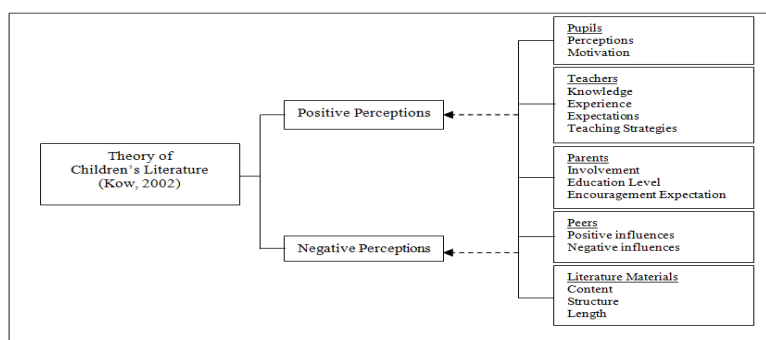 Theory of
Children's Literature
(Kow, 2002)
Positive Perceptions
Negative Perceptions
Pupils
Perceptions
Motivation
Teachers
Knowledge
Experience
Expectations
Teaching Strategies
Parents
Involvement
Education Level
Encouragement Expectation
Peers
Positive influences
Negative influences
Literature Materials
Content
Structure
Length